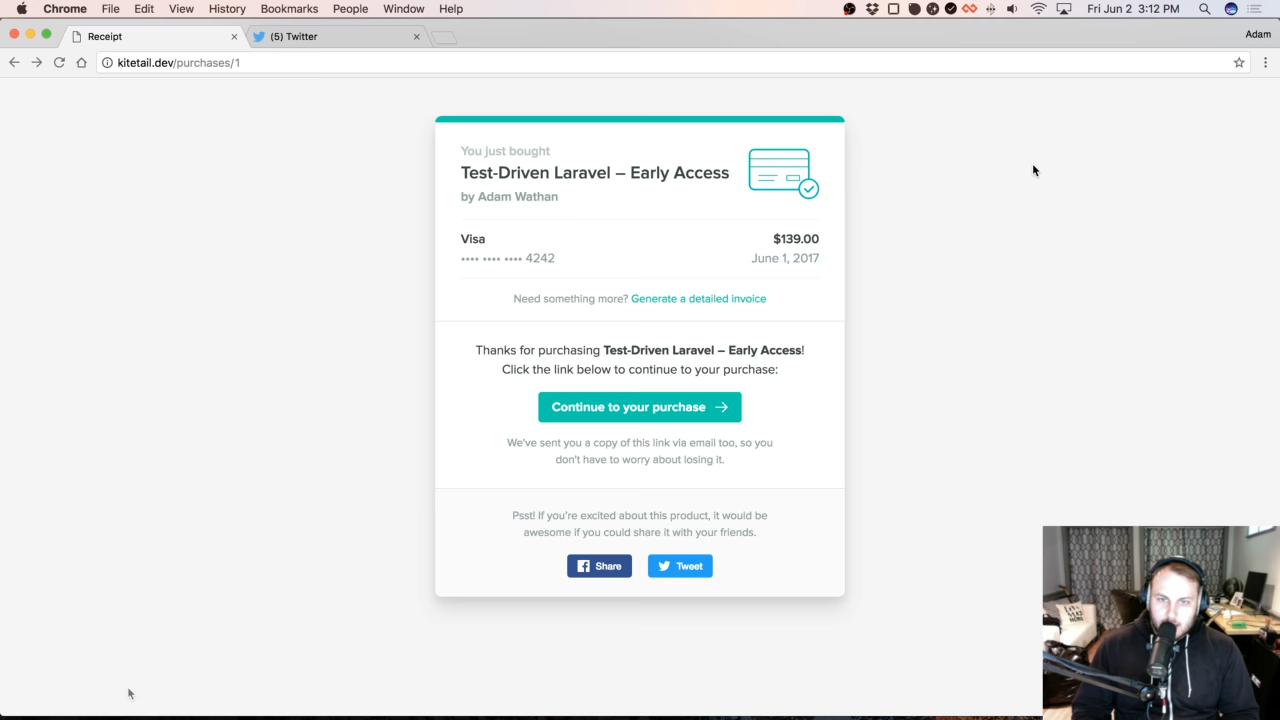 Chrome File Edit View History Bookmarks People Window Help
Fri Jun 2 3:12 PM
Receipt
(5) Twitter
Adam
kitetail.dev/purchases/1
You just bought
Test-Driven Laravel – Early Access
by Adam Wathan
Visa $139.00
•••• •••• •••• 4242 June 1, 2017
Need something more? Generate a detailed invoice
Thanks for purchasing Test-Driven Laravel – Early Access!
Click the link below to continue to your purchase:
Continue to your purchase →
We've sent you a copy of this link via email too, so you
don't have to worry about losing it.
Psst! If you're excited about this product, it would be
awesome if you could share it with your friends.
Share Tweet